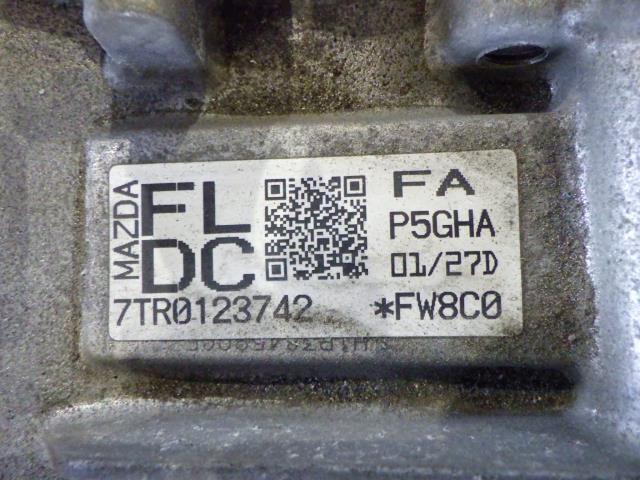 MAZDA
FL
DC
FA
P5GHA
01/27D
7TR0123742
*FW8C0